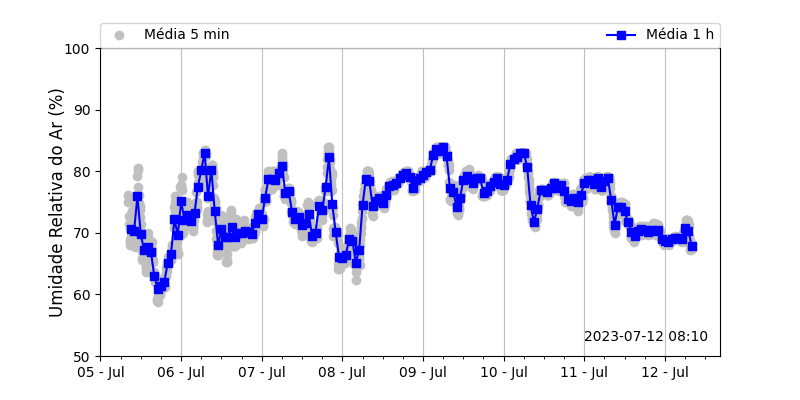 Média 5 min
Média 1 h
Umidade Relativa do Ar (%)
100
90
80
70
60
50
2023-07-12 08:10
05 - Jul
06 - Jul
07 - Jul
08 - Jul
09 - Jul
10 - Jul
11 - Jul
12 - Jul